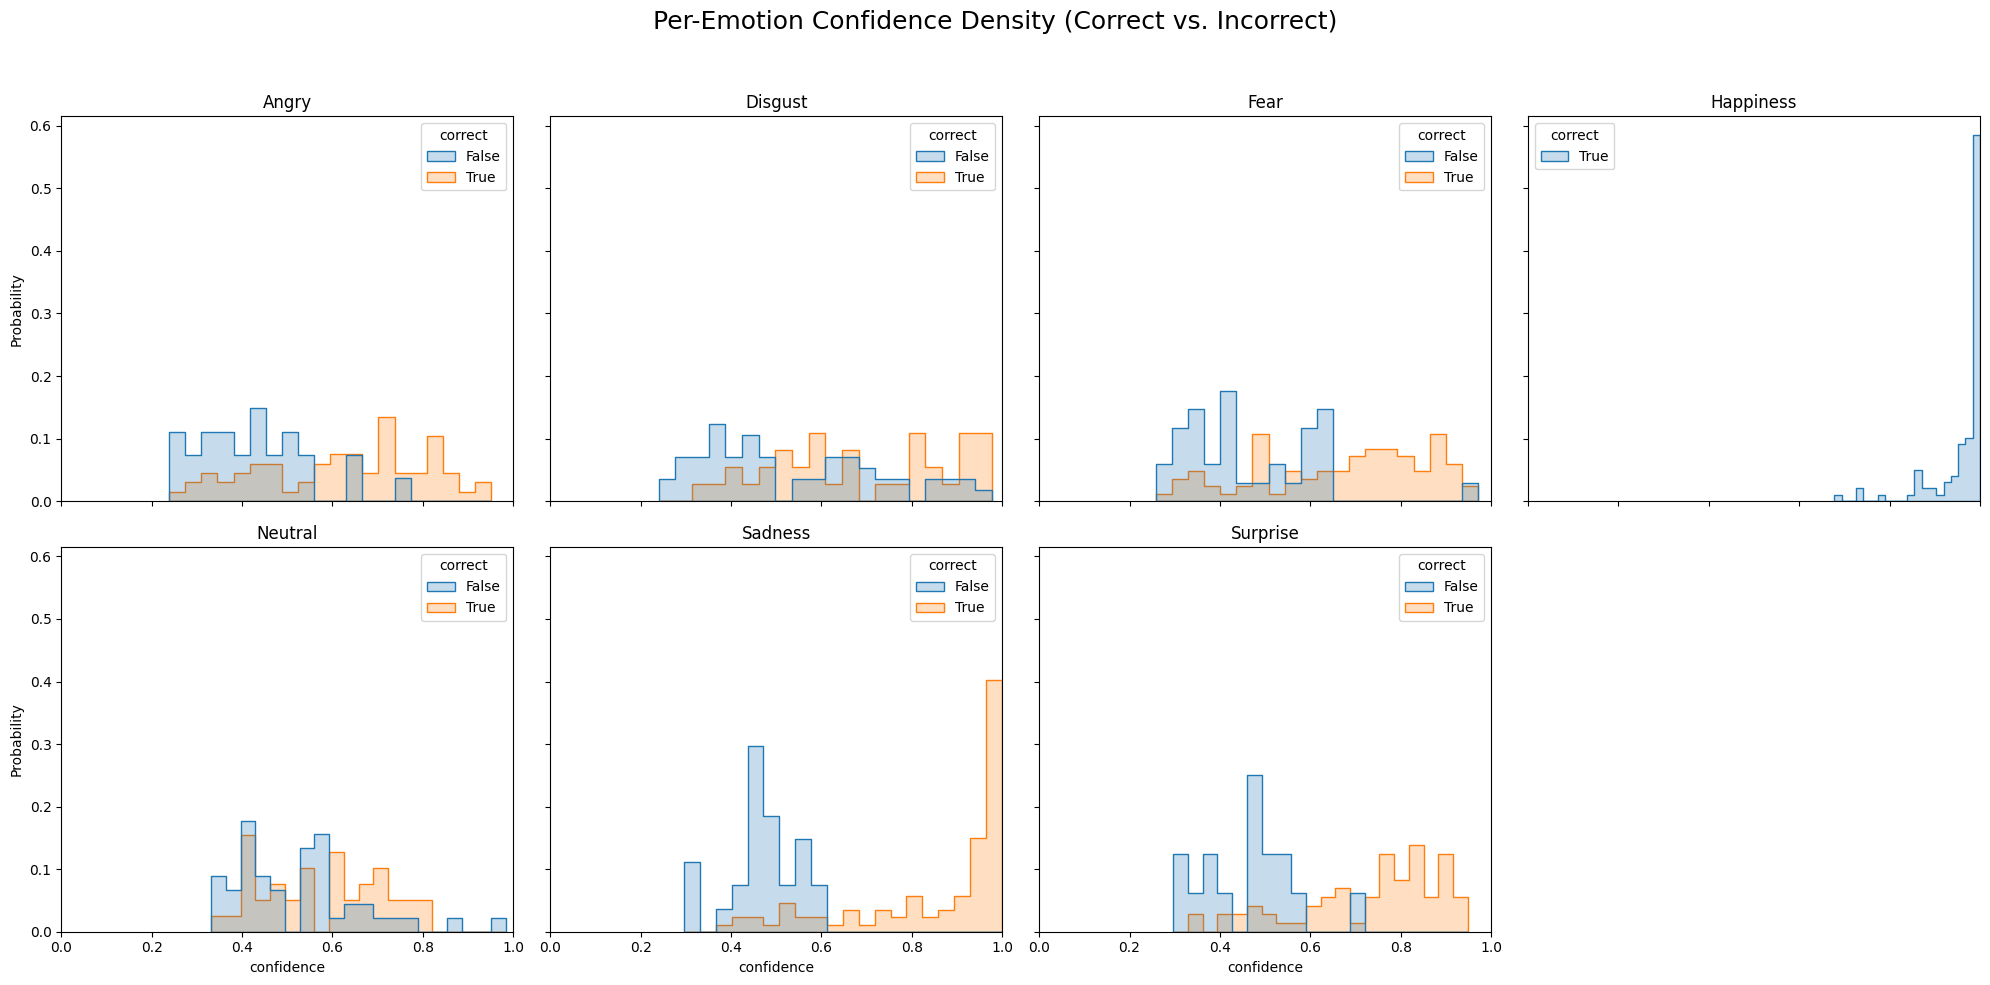 Per-Emotion Confidence Density (Correct vs. Incorrect)
Angry
Disgust
Fear
Happiness
0.6
0.5
0.4
0.3
0.2
0.1
0.0
Probability
correct
False
True
correct
False
True
correct
False
True
correct
True
Neutral
Sadness
Surprise
0.6
0.5
0.4
0.3
0.2
0.1
0.0
Probability
correct
False
True
correct
False
True
correct
False
True
0.0 0.2 0.4 0.6 0.8 1.0
confidence
0.0 0.2 0.4 0.6 0.8 1.0
confidence
0.0 0.2 0.4 0.6 0.8 1.0
confidence